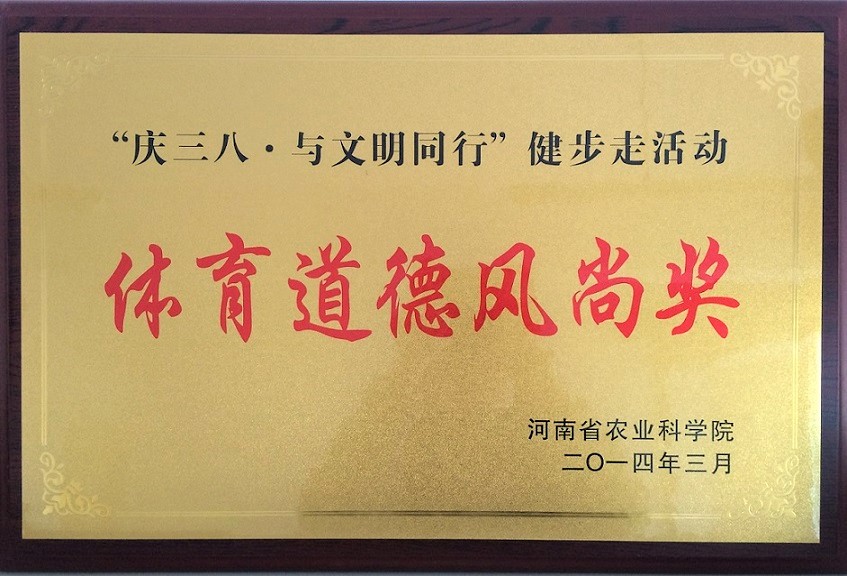 “庆三八·与文明同行”健步走活动
体育道德风尚奖
河南省农业科学院
二〇一四年三月